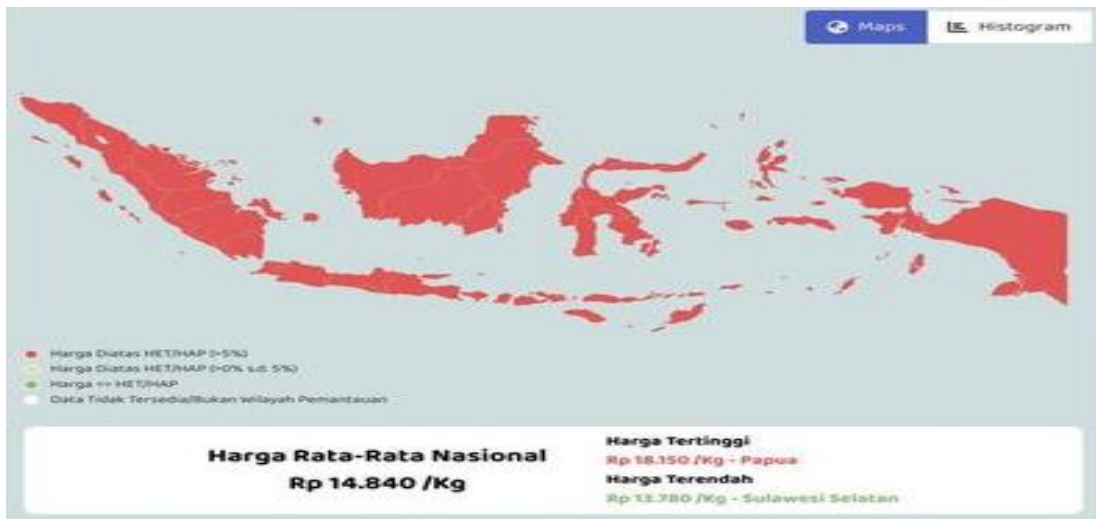 Maps
Histogram
Harga Diatas HET/HAP (>5%)
Harga Diatas HET/HAP (>0% s.d. 5%)
Harga <= HET/HAP
Data Tidak Tersedia/Bukan Wilayah Pemantauan
Harga Rata-Rata Nasional
Rp 14.840 /Kg
Harga Tertinggi
Rp 18.150 /Kg - Papua
Harga Terendah
Rp 13.780 /Kg - Sulawesi Selatan